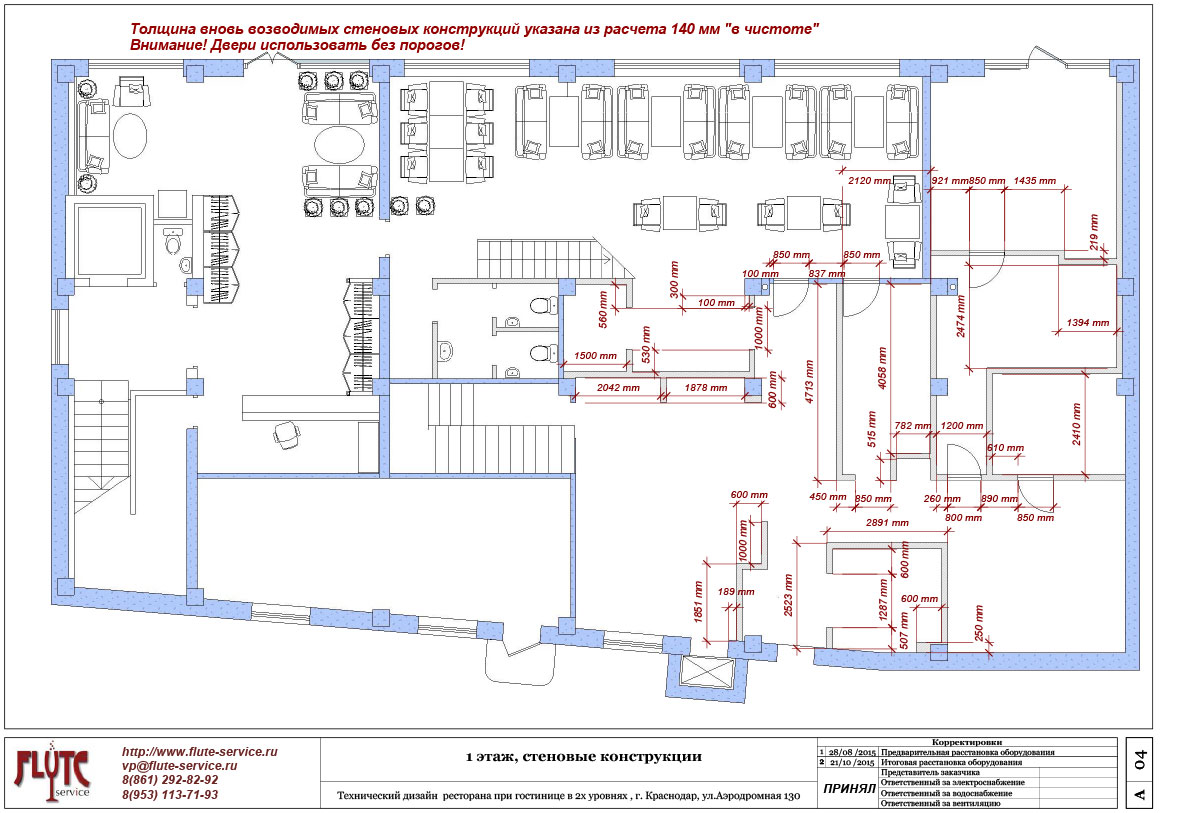 Толщина вновь возводимых стеновых конструкций указана из расчета 140 мм "в чистоте"
Внимание! Двери использовать без порогов!
2120 mm
921 mm
850 mm
1435 mm
219 mm
850 mm
850 mm
100 mm
837 mm
300 mm
100 mm
560 mm
1000 mm
2474 mm
1394 mm
530 mm
1500 mm
2042 mm
1878 mm
600 mm
4713 mm
4058 mm
515 mm
782 mm
1200 mm
2410 mm
610 mm
600 mm
450 mm
850 mm
260 mm
890 mm
800 mm
850 mm
2891 mm
1000 mm
600 mm
1851 mm
189 mm
2523 mm
1287 mm
600 mm
507 mm
250 mm
FLUTE
service
http://www.flute-service.ru
vp@flute-service.ru
8(861) 292-82-92
8(953) 113-71-93
1 этаж, стеновые конструкции
Технический дизайн ресторана при гостинице в 2х уровнях , г. Краснодар, ул.Аэродромная 130
Корректировки
1 28/08 /2015 Предварительная расстановка оборудования
2 21/10 /2015 Итоговая расстановка оборудования
ПРИНЯЛ
Представитель заказчика
Ответственный за электроснабжение
Ответственный за водоснабжение
Ответственный за вентиляцию
А 04